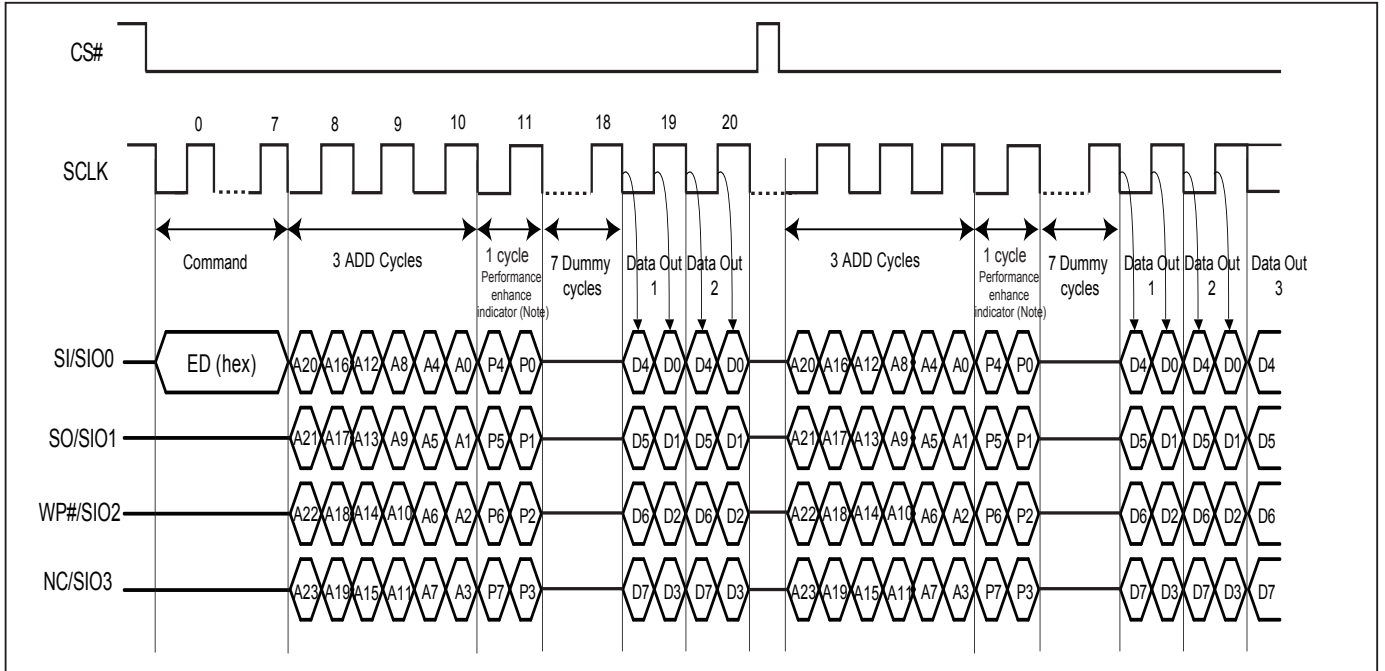 CS#
0 7 8 9 10 11 18 19 20
SCLK
Command
3 ADD Cycles
1 cycle
Performance
enhance
indicator (Note)
7 Dummy
cycles
Data Out
1
Data Out
2
3 ADD Cycles
1 cycle
Performance
enhance
indicator (Note)
7 Dummy
cycles
Data Out
1
Data Out
2
Data Out
3
SI/SIO0 ED (hex) A20 A16 A12 A8 A4 A0 P4 P0 D4 D0 D4 D0 A20 A16 A12 A8 A4 A0 P4 P0 D4 D0 D4 D0 D4
SO/SIO1 A21 A17 A13 A9 A5 A1 P5 P1 D5 D1 D5 D1 A21 A17 A13 A9 A5 A1 P5 P1 D5 D1 D5 D1 D5
WP#/SIO2 A22 A18 A14 A10 A6 A2 P6 P2 D6 D2 D6 D2 A22 A18 A14 A10 A6 A2 P6 P2 D6 D2 D6 D2 D6
NC/SIO3 A23 A19 A15 A11 A7 A3 P7 P3 D7 D3 D7 D3 A23 A19 A15 A11 A7 A3 P7 P3 D7 D3 D7 D3 D7